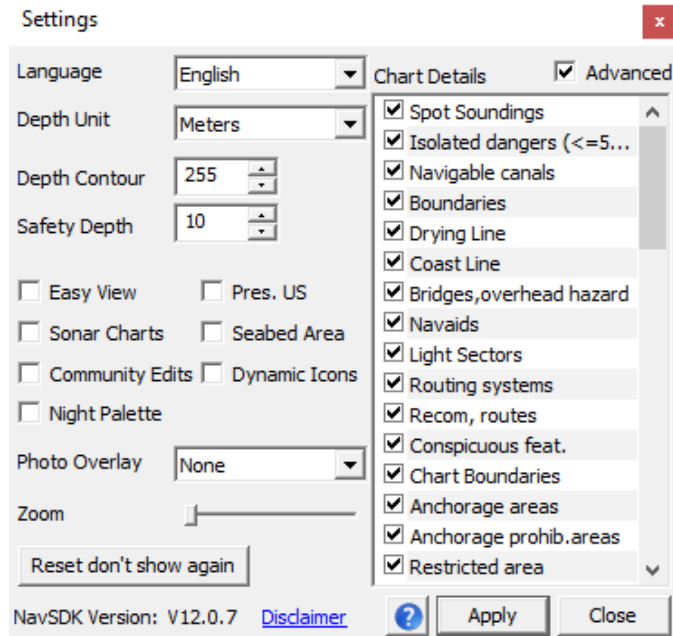 Settings
x
Language
English
Depth Unit
Meters
Depth Contour
255
Safety Depth
10
Easy View
Pres. US
Sonar Charts
Seabed Area
Community Edits
Dynamic Icons
Night Palette
Photo Overlay
None
Zoom
Reset don't show again
NavSDK Version: V12.0.7
Disclaimer
Chart Details
Advanced
Spot Soundings
Isolated dangers (<=5...
Navigable canals
Boundaries
Drying Line
Coast Line
Bridges,overhead hazard
Navaids
Light Sectors
Routing systems
Recom, routes
Conspicuous feat.
Chart Boundaries
Anchorage areas
Anchorage prohib.areas
Restricted area
?
Apply
Close